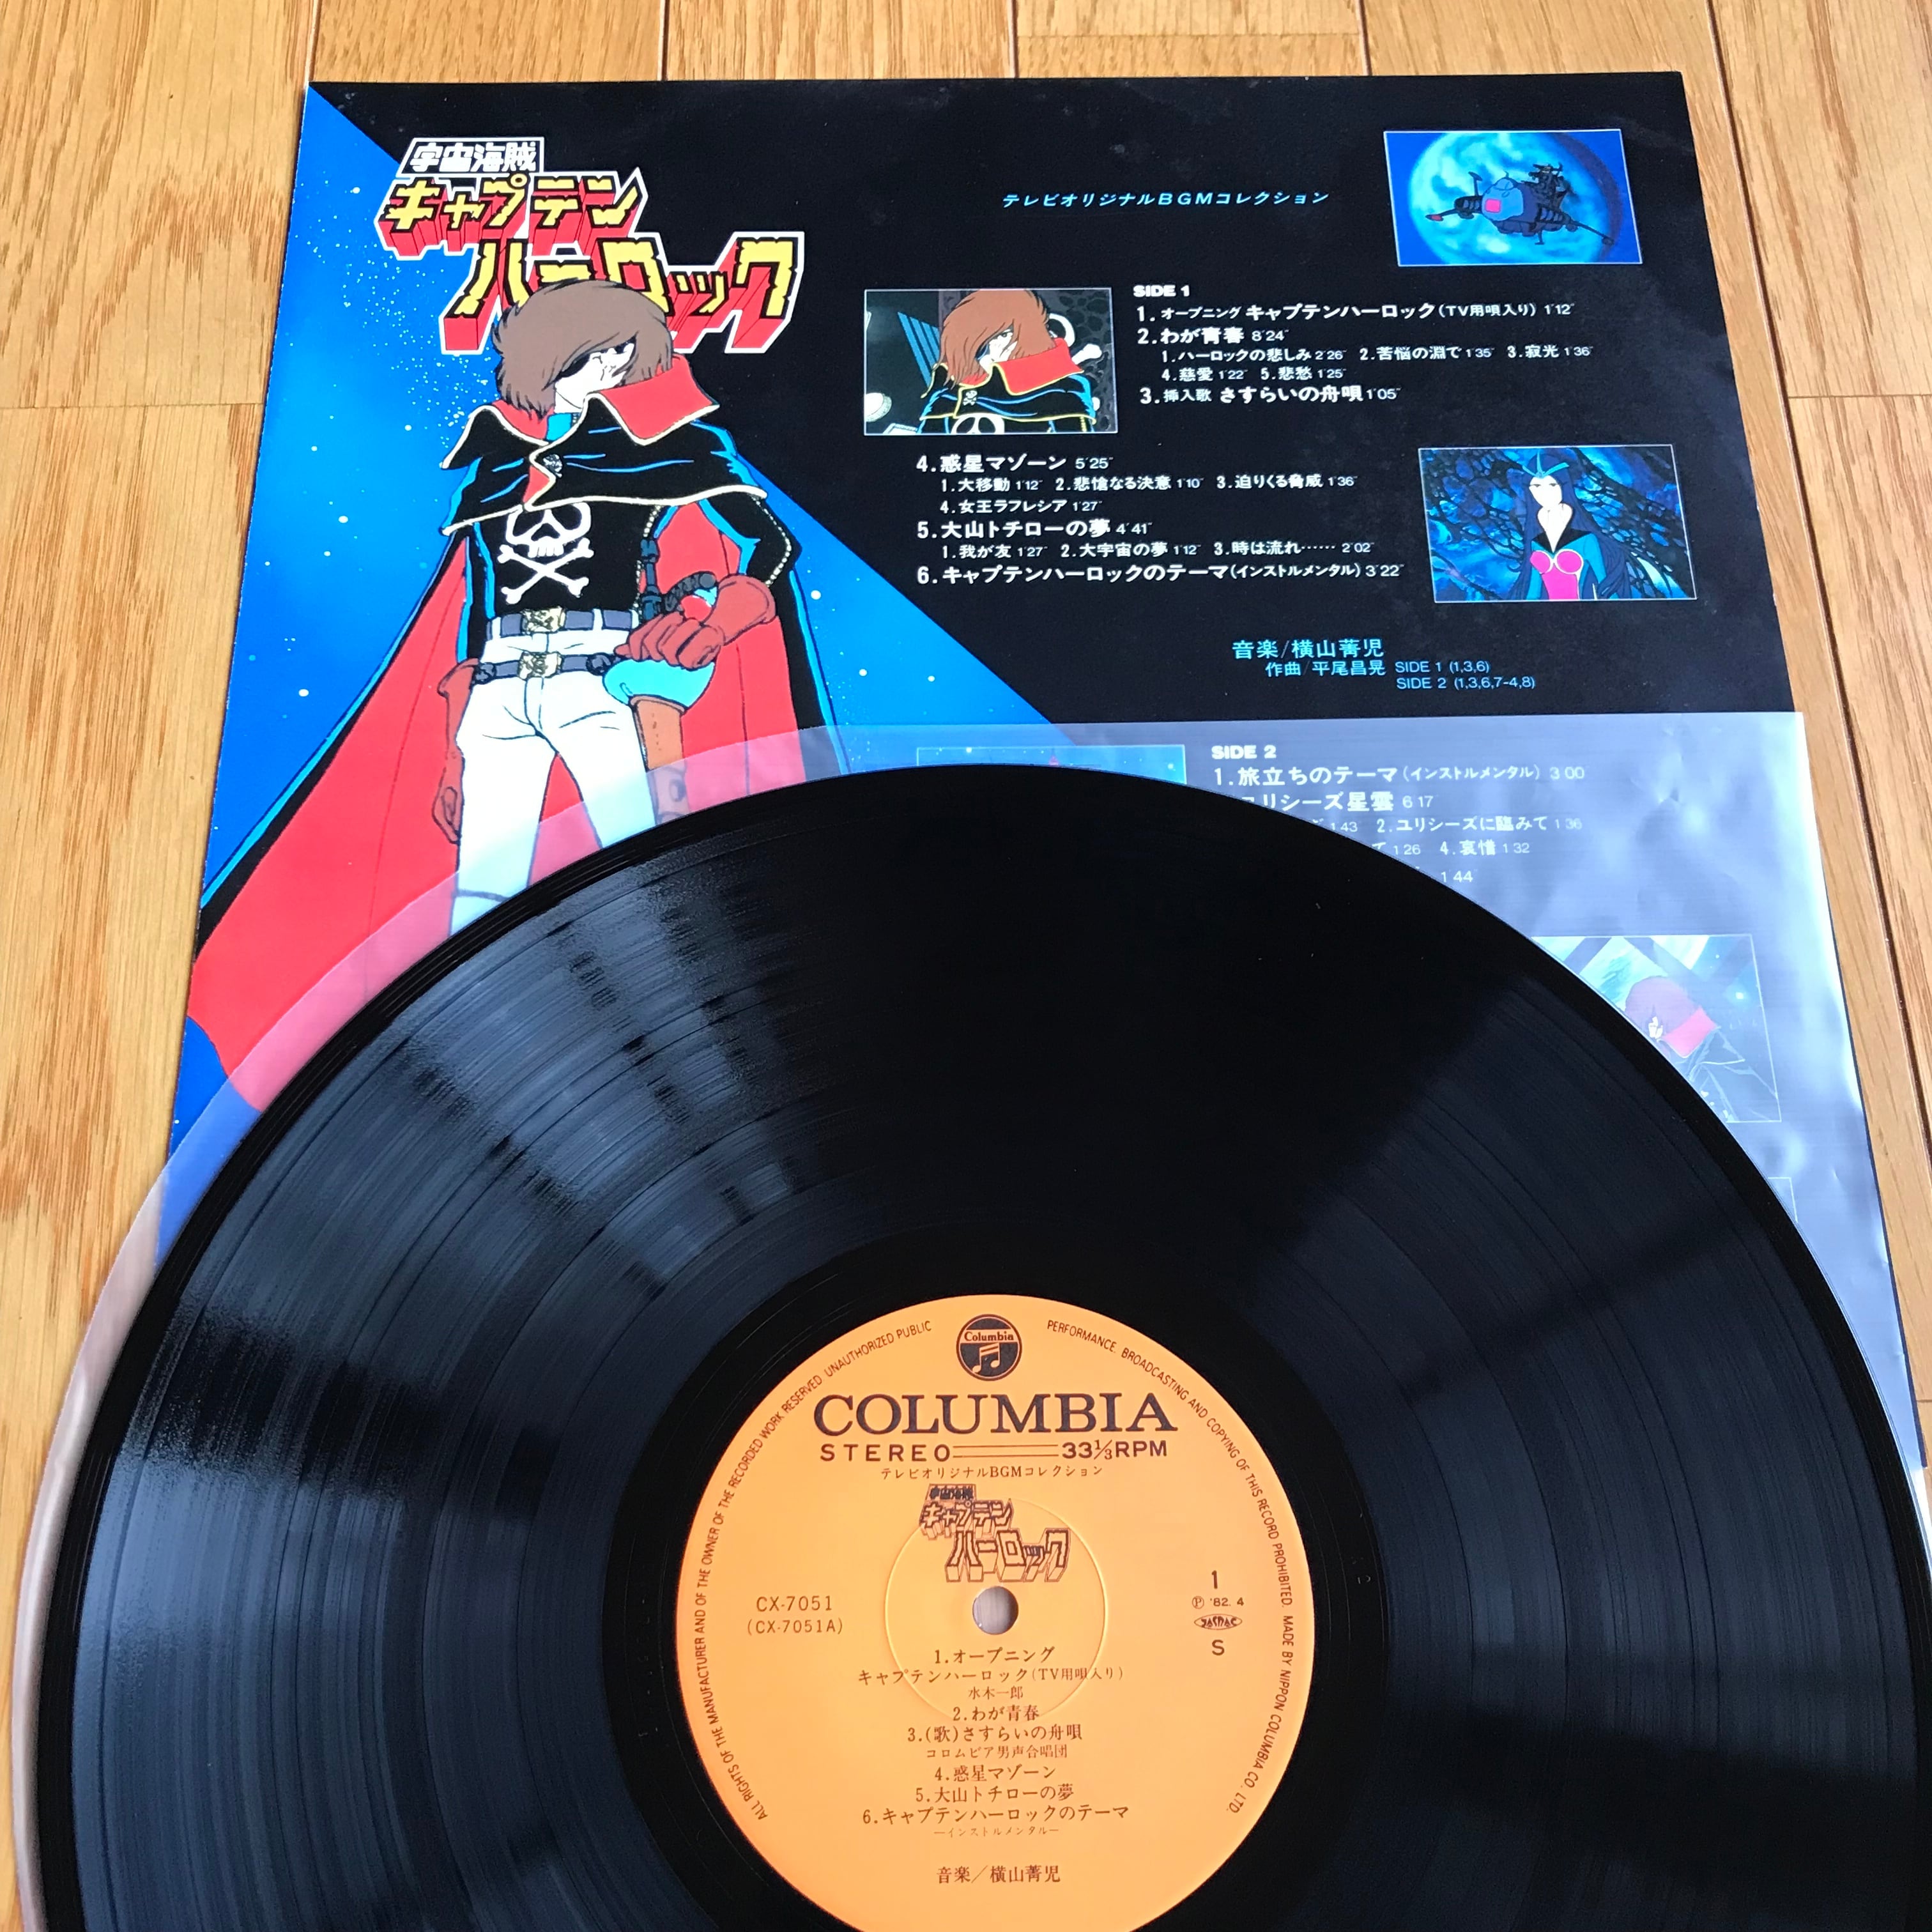 宇宙海賊
キャプテン
ハーロック
テレビオリジナルBGMコレクション
SIDE 1
1.オープニング キャプテンハーロック(TV用唄入り) 1'12"
2.わが青春 8'24"
1.ハーロックの悲しみ 2'26" 2.苦悩の淵で 1'35" 3.寂光 1'36"
4.慈愛 1'22" 5.悲愁 1'25"
3.挿入歌 さすらいの舟唄 1'05"
4.惑星マゾーン 5'25"
1.大移動 1'12" 2.悲愴なる決意 1'10" 3.迫りくる脅威 1'36"
4.女王ラフレシア 1'27"
5.大山トチローの夢 4'41"
1.我が友 1'27" 2.大宇宙の夢 1'12" 3.時は流れ…… 2'02"
6.キャプテンハーロックのテーマ(インストルメンタル) 3'22"
音楽/横山菁児
作曲/平尾昌晃 SIDE 1 (1,3,6)
SIDE 2 (1,3,6,7-4,8)
SIDE 2
1.旅立ちのテーマ(インストルメンタル) 3'00
ユリシーズ星雲 6'17
1'43 2.ユリシーズに臨みて 1'36
て 1'26 4.哀惜 1'32
1'44"
Columbia
COLUMBIA
STEREO 33⅓RPM
テレビオリジナルBGMコレクション
宇宙海賊
キャプテン
ハーロック
CX-7051
(CX-7051A)
1
Ⓟ '82. 4
JASRAC
S
1.オープニング
キャプテンハーロック(TV用唄入り)
水木一郎
2.わが青春
3.(歌)さすらいの舟唄
コロムビア男声合唱団
4.惑星マゾーン
5.大山トチローの夢
6.キャプテンハーロックのテーマ
—インストルメンタル—
音楽/横山菁児
ALL RIGHTS OF THE MANUFACTURER AND OF THE OWNER OF THE RECORDED WORK RESERVED UNAUTHORIZED PUBLIC PERFORMANCE. BROADCASTING AND COPYING OF THIS RECORD PROHIBITED. MADE BY NIPPON COLUMBIA CO., LTD.